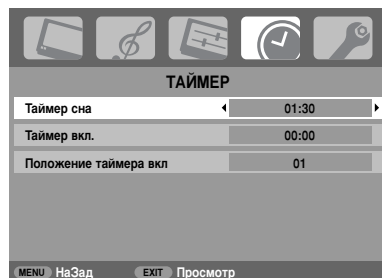 ТАЙМЕР
Таймер сна 01:30
Таймер вкл. 00:00
Положение таймера вкл 01
MENU НаЗад EXIT Просмотр